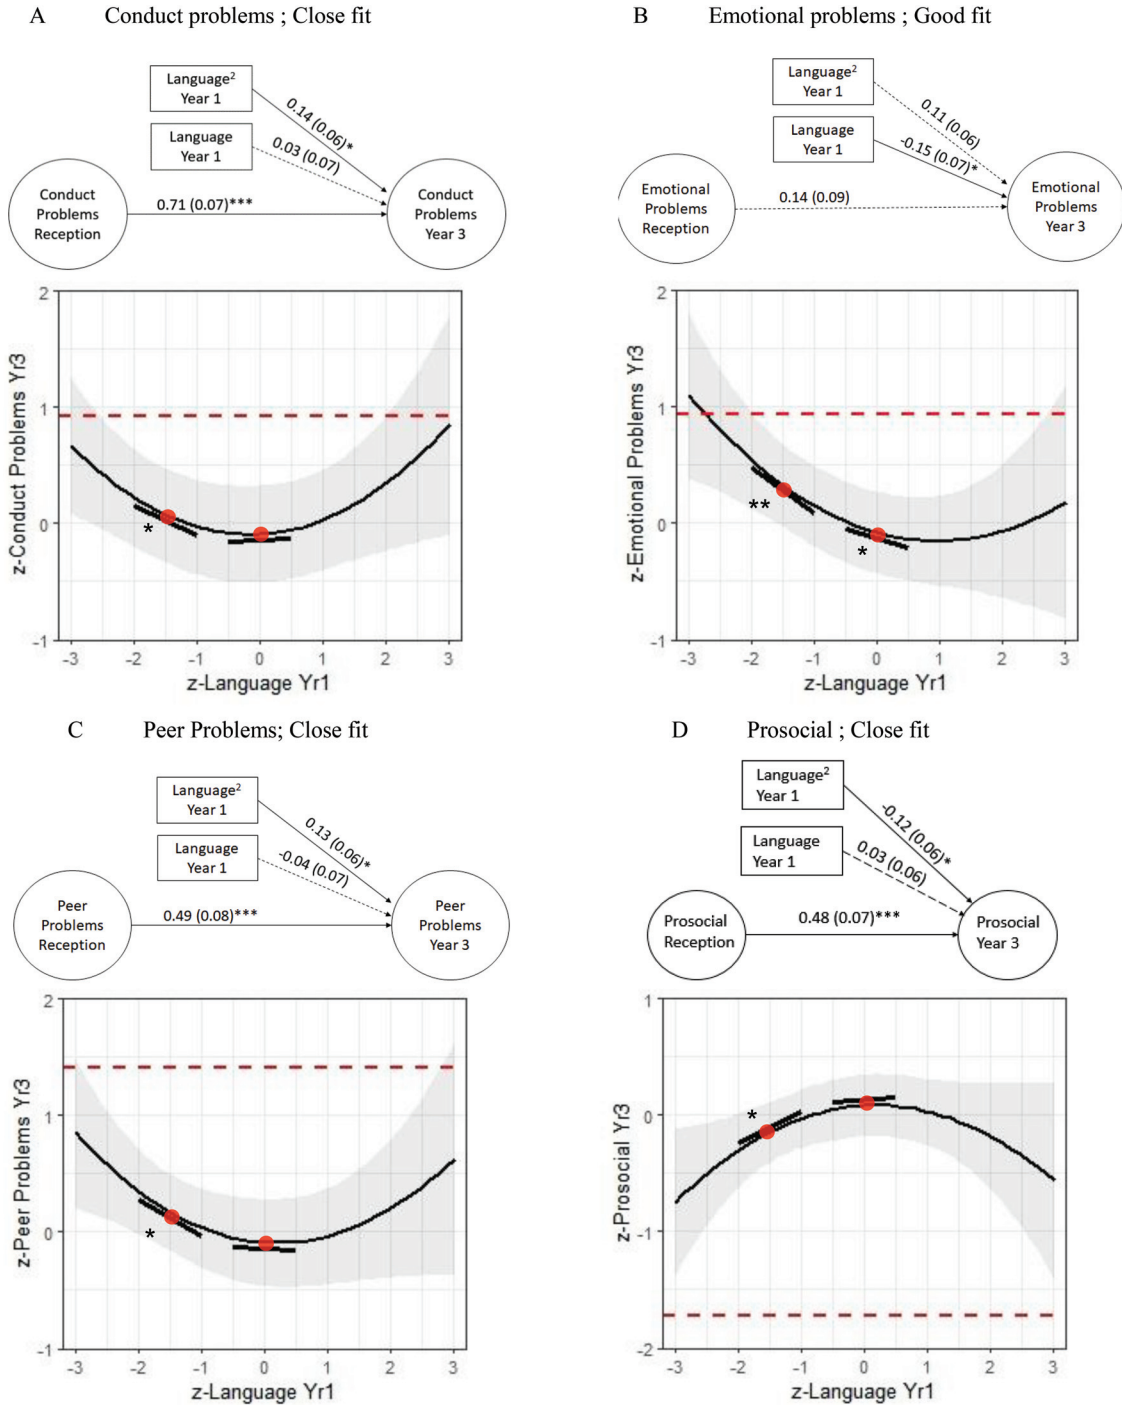 A Conduct problems ; Close fit
Language²
Year 1
Language
Year 1
0.14 (0.06)*
0.03 (0.07)
Conduct
Problems
Reception
0.71 (0.07)***
Conduct
Problems
Year 3
2
1
0
-1
z-Conduct Problems Yr3
*
-3 -2 -1 0 1 2 3
z-Language Yr1
B Emotional problems ; Good fit
Language²
Year 1
Language
Year 1
0.11 (0.06)
-0.15 (0.07)*
Emotional
Problems
Reception
0.14 (0.09)
Emotional
Problems
Year 3
2
1
0
-1
z-Emotional Problems Yr3
**
*
-3 -2 -1 0 1 2 3
z-Language Yr1
C Peer Problems; Close fit
Language²
Year 1
Language
Year 1
0.13 (0.06)*
-0.04 (0.07)
Peer
Problems
Reception
0.49 (0.08)***
Peer
Problems
Year 3
2
1
0
-1
z-Peer Problems Yr3
*
-3 -2 -1 0 1 2 3
z-Language Yr1
D Prosocial ; Close fit
Language²
Year 1
Language
Year 1
-0.12 (0.06)*
0.03 (0.06)
Prosocial
Reception
0.48 (0.07)***
Prosocial
Year 3
1
0
-1
-2
z-Prosocial Yr3
*
-3 -2 -1 0 1 2 3
z-Language Yr1